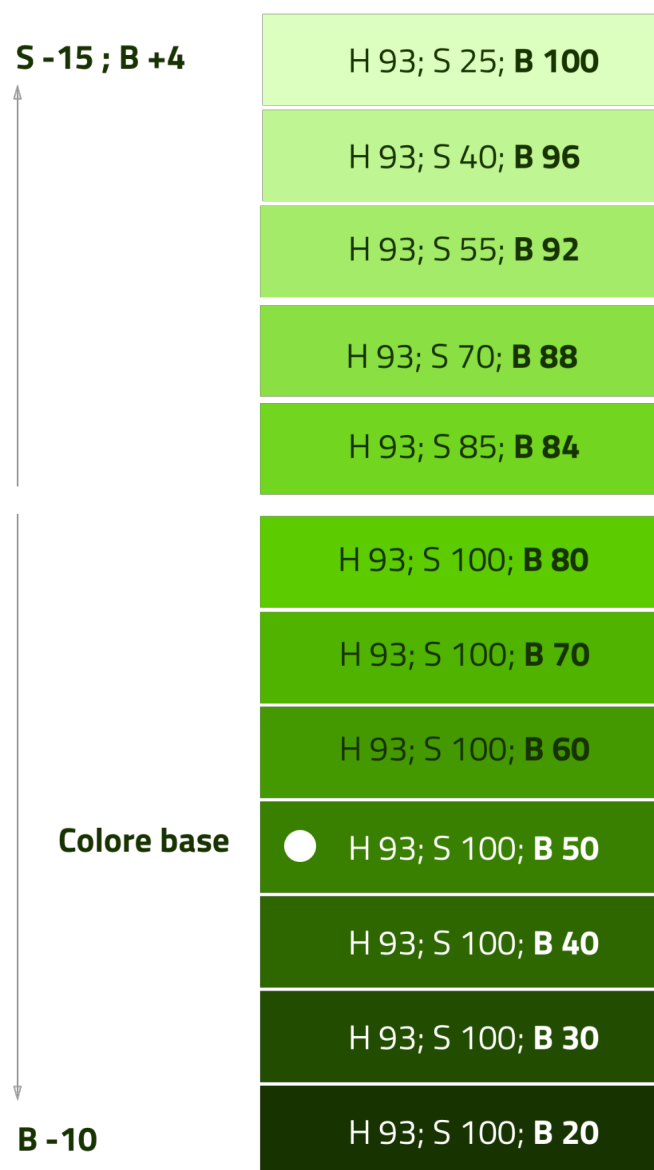 S -15 ; B +4
H 93; S 25; B 100
H 93; S 40; B 96
H 93; S 55; B 92
H 93; S 70; B 88
H 93; S 85; B 84
H 93; S 100; B 80
H 93; S 100; B 70
H 93; S 100; B 60
Colore base
H 93; S 100; B 50
H 93; S 100; B 40
H 93; S 100; B 30
H 93; S 100; B 20
B -10